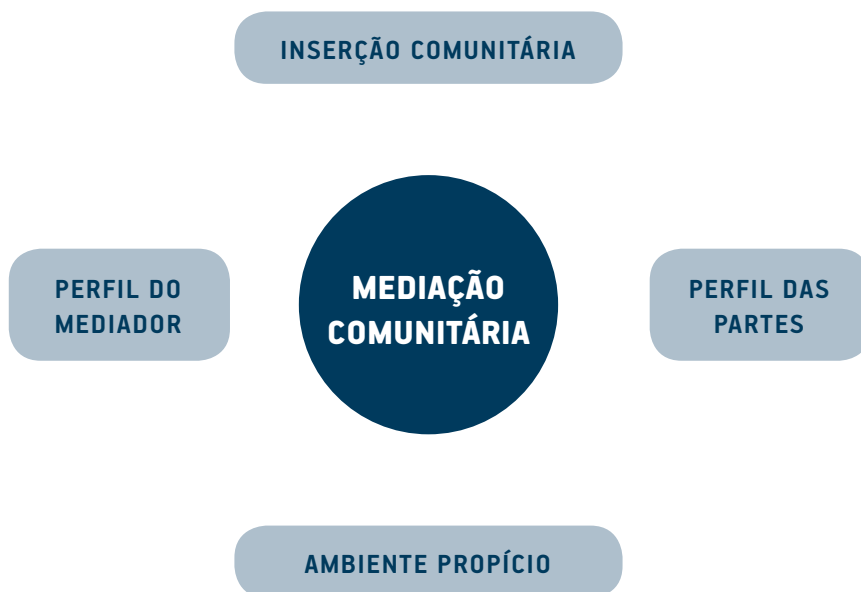 INSERÇÃO COMUNITÁRIA
PERFIL DO
MEDIADOR
MEDIAÇÃO
COMUNITÁRIA
PERFIL DAS
PARTES
AMBIENTE PROPÍCIO